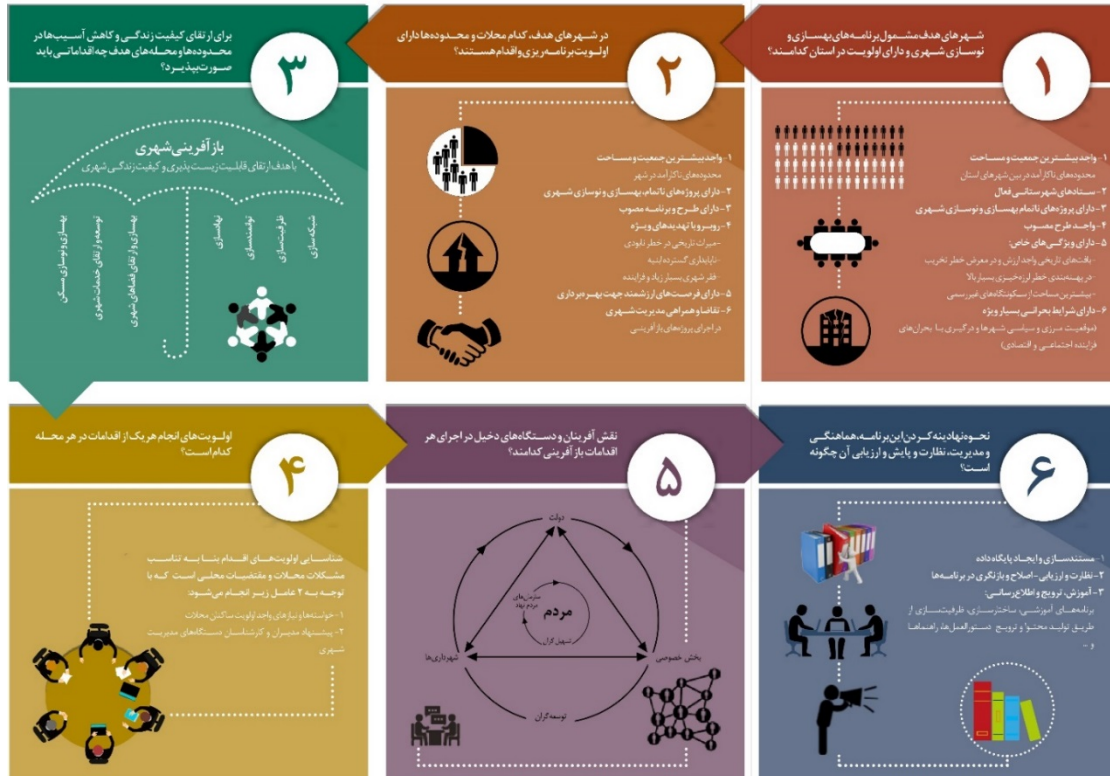 شهرهای هدف مشمول برنامه‌های بهسازی و
نوسازی شهری و دارای اولویت در استان کدامند؟
۱
۱- واجد بیشترین جمعیت و مساحت
محدوده‌های ناکارآمد در بین شهرهای استان
۲- ستادهای شهرستانی فعال
۳- دارای پروژه‌های ناتمام بهسازی و نوسازی شهری
۴- واجد طرح مصوب
۵- دارای ویژگی‌های خاص:
-بافت‌های تاریخی واجد ارزش و در معرض خطر تخریب
-در پهنه‌بندی خطر لرزه‌خیزی بسیار بالا
-بیشترین مساحت از سکونتگاه‌های غیررسمی
۶- دارای شرایط بحرانی بسیار ویژه
(موقعیت مرزی و سیاسی شهرها و درگیری با بحران‌های
فزاینده اجتماعی و اقتصادی)
در شهرهای هدف، کدام محلات و محدوده‌ها دارای
اولویت برنامه‌ریزی و اقدام هستند؟
۲
۱- واجد بیشترین جمعیت و مساحت
محدوده‌های ناکارآمد در شهر
۲- دارای پروژه‌های ناتمام، بهسازی و نوسازی شهری
۳- دارای طرح و برنامه مصوب
۴- روبرو با تهدیدهای ویژه
-میراث تاریخی در خطر نابودی
-ناپایداری گسترده ابنیه
-فقر شهری بسیار زیاد و فزاینده
۵- دارای فرصت‌های ارزشمند جهت بهره‌برداری
۶- تقاضا و همراهی مدیریت شهری
در اجرای پروژه‌های بازآفرینی
برای ارتقای کیفیت زندگی و کاهش آسیب‌ها در
محدوده‌ها و محله‌های هدف چه اقداماتی باید
صورت بپذیرد؟
۳
بازآفرینی شهری
با هدف ارتقای قابلیت زیست‌پذیری و کیفیت زندگی شهری
شبکه‌سازی
ظرفیت‌سازی
توانمندسازی
نهادسازی
بهسازی و ارتقای فضاهای شهری
توسعه و ارتقای خدمات شهری
بهسازی و نوسازی مسکن
اولویت‌های انجام هریک از اقدامات در هر محله
کدام است؟
۴
شناسایی اولویت‌های اقدام بنا به تناسب
مشکلات محلات و مقتضیات محلی است که با
توجه به ۲ عامل زیر انجام می‌شود:
۱- خواسته‌ها و نیازهای واجد اولویت ساکنان محلات
۲- پیشنهاد مدیران و کارشناسان دستگاه‌های مدیریت
شهری
نقش آفرینان و دستگاه‌های دخیل در اجرای هر
اقدامات بازآفرینی کدامند؟
۵
دولت
سازمان‌های
مردم نهاد
مردم
تسهیل گران
بخش خصوصی
شهرداری‌ها
توسعه‌گران
نحوه نهادینه کردن این برنامه، هماهنگی
و مدیریت، نظارت و پایش و ارزیابی آن چگونه
است؟
۶
۱- مستندسازی و ایجاد پایگاه داده
۲- نظارت و ارزیابی- اصلاح و بازنگری در برنامه‌ها
۳- آموزش، ترویج و اطلاع‌رسانی:
برنامه‌های آموزشی، ساختارسازی، ظرفیت‌سازی از
طریق تولید محتوا و ترویج دستورالعمل‌ها، راهنماها
و ...